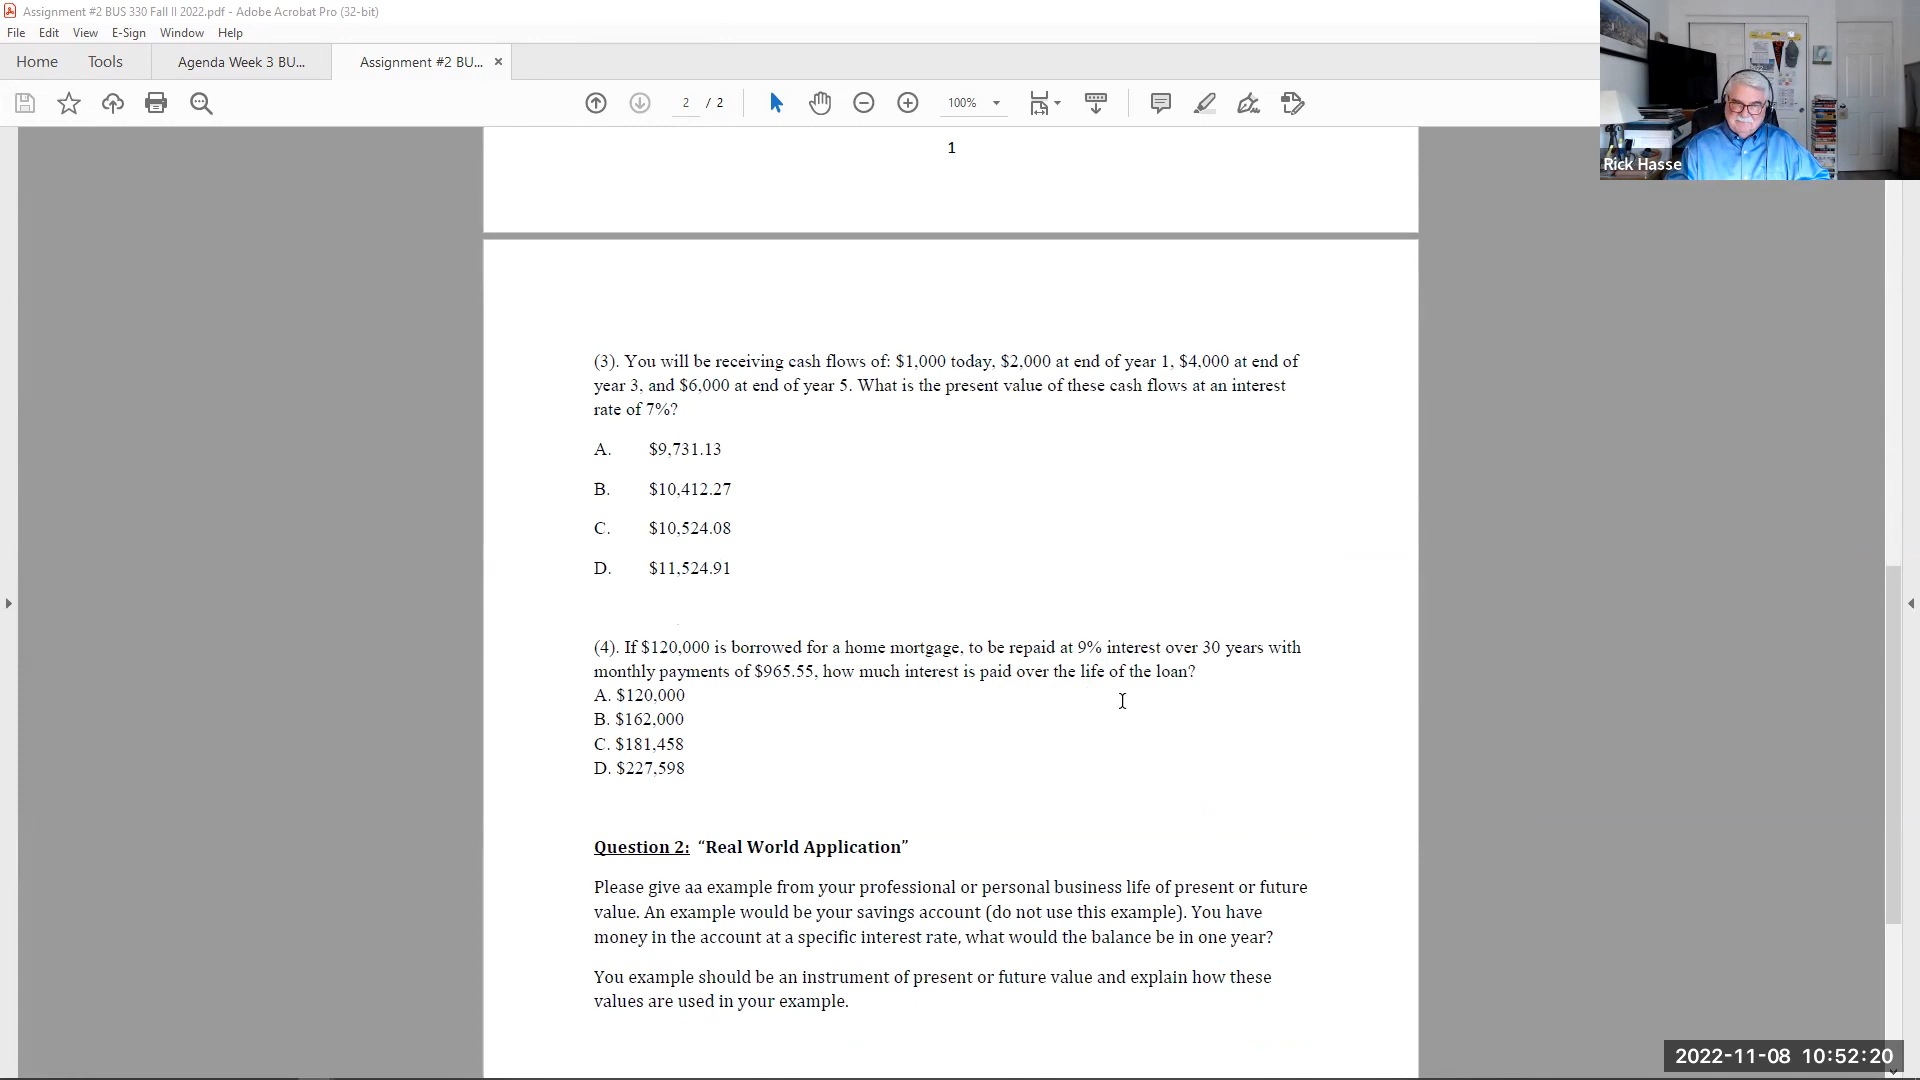 Assignment #2 BUS 330 Fall II 2022.pdf - Adobe Acrobat Pro (32-bit)
File Edit View E-Sign Window Help
Home Tools Agenda Week 3 BU... Assignment #2 BU... ×
2 / 2 100%
Rick Hasse
1
(3). You will be receiving cash flows of: $1,000 today, $2,000 at end of year 1, $4,000 at end of
year 3, and $6,000 at end of year 5. What is the present value of these cash flows at an interest
rate of 7%?
A. $9,731.13
B. $10,412.27
C. $10,524.08
D. $11,524.91
(4). If $120,000 is borrowed for a home mortgage, to be repaid at 9% interest over 30 years with
monthly payments of $965.55, how much interest is paid over the life of the loan?
A. $120,000
B. $162,000
C. $181,458
D. $227,598
Question 2: “Real World Application”
Please give aa example from your professional or personal business life of present or future
value. An example would be your savings account (do not use this example). You have
money in the account at a specific interest rate, what would the balance be in one year?
You example should be an instrument of present or future value and explain how these
values are used in your example.
2022-11-08 10:52:20